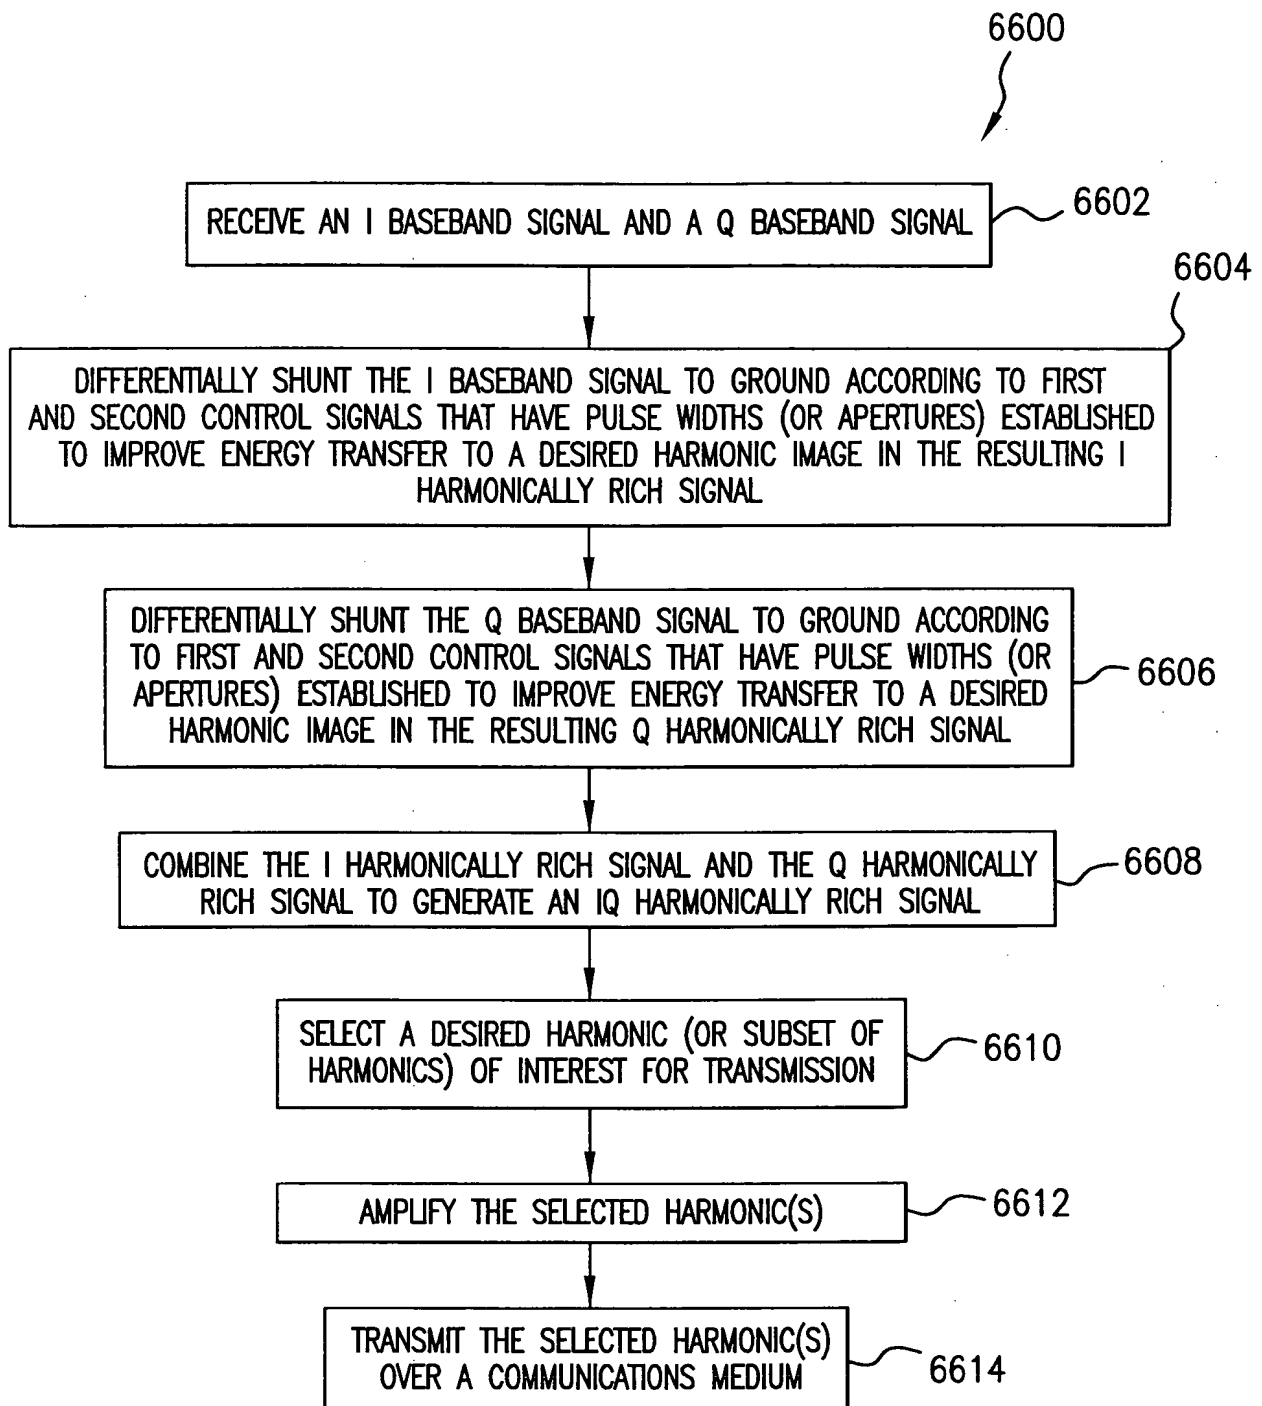 6600
RECEIVE AN I BASEBAND SIGNAL AND A Q BASEBAND SIGNAL
6602
6604
DIFFERENTIALLY SHUNT THE I BASEBAND SIGNAL TO GROUND ACCORDING TO FIRST
AND SECOND CONTROL SIGNALS THAT HAVE PULSE WIDTHS (OR APERTURES) ESTABLISHED
TO IMPROVE ENERGY TRANSFER TO A DESIRED HARMONIC IMAGE IN THE RESULTING I
HARMONICALLY RICH SIGNAL
DIFFERENTIALLY SHUNT THE Q BASEBAND SIGNAL TO GROUND ACCORDING
TO FIRST AND SECOND CONTROL SIGNALS THAT HAVE PULSE WIDTHS (OR
APERTURES) ESTABLISHED TO IMPROVE ENERGY TRANSFER TO A DESIRED
HARMONIC IMAGE IN THE RESULTING Q HARMONICALLY RICH SIGNAL
6606
COMBINE THE I HARMONICALLY RICH SIGNAL AND THE Q HARMONICALLY
RICH SIGNAL TO GENERATE AN IQ HARMONICALLY RICH SIGNAL
6608
SELECT A DESIRED HARMONIC (OR SUBSET OF
HARMONICS) OF INTEREST FOR TRANSMISSION
6610
AMPLIFY THE SELECTED HARMONIC(S)
6612
TRANSMIT THE SELECTED HARMONIC(S)
OVER A COMMUNICATIONS MEDIUM
6614